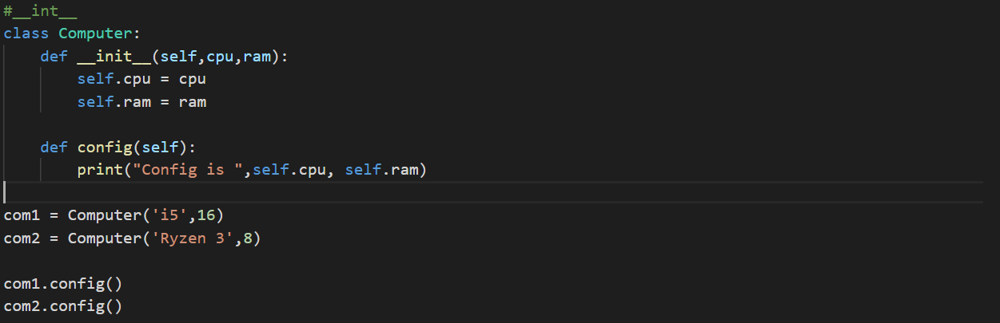 #__int__
class Computer:
    def __init__(self,cpu,ram):
        self.cpu = cpu
        self.ram = ram
    def config(self):
        print("Config is ",self.cpu, self.ram)
com1 = Computer('i5',16)
com2 = Computer('Ryzen 3',8)
com1.config()
com2.config()